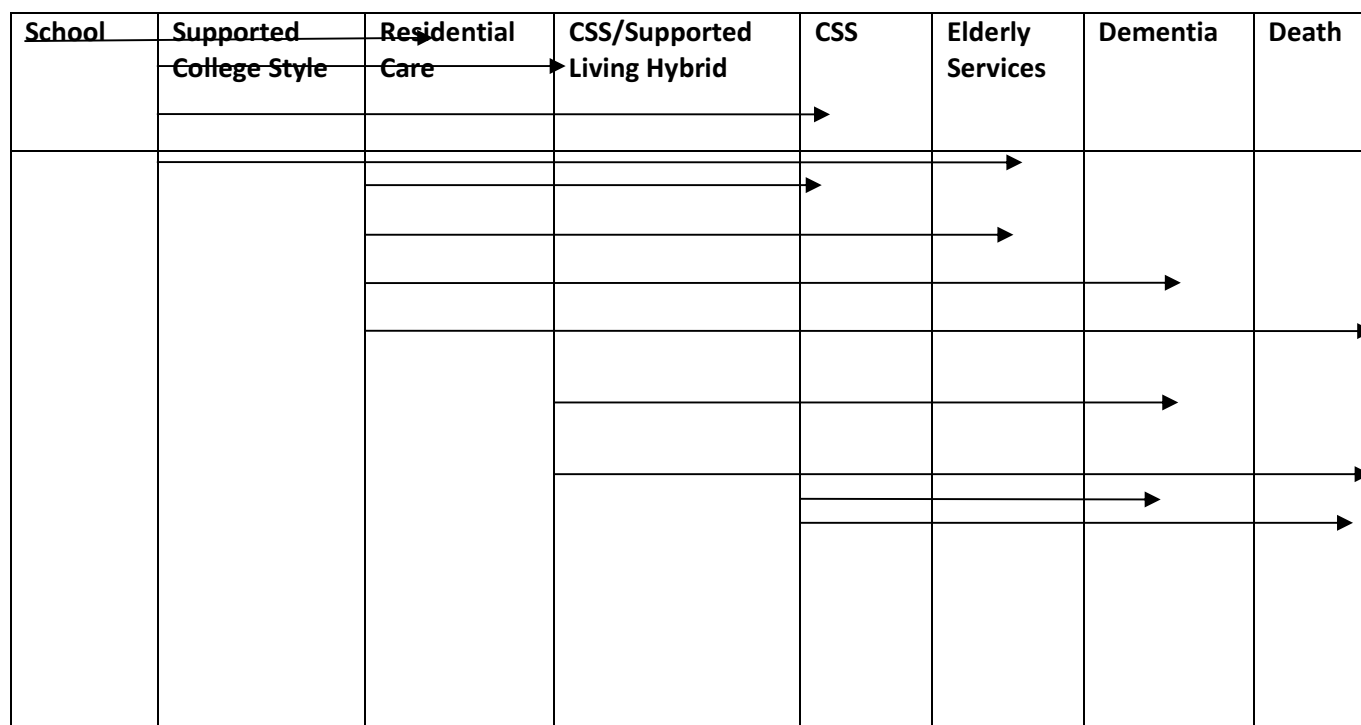 School
Supported
College Style
Residential
Care
CSS/Supported
Living Hybrid
CSS
Elderly
Services
Dementia
Death